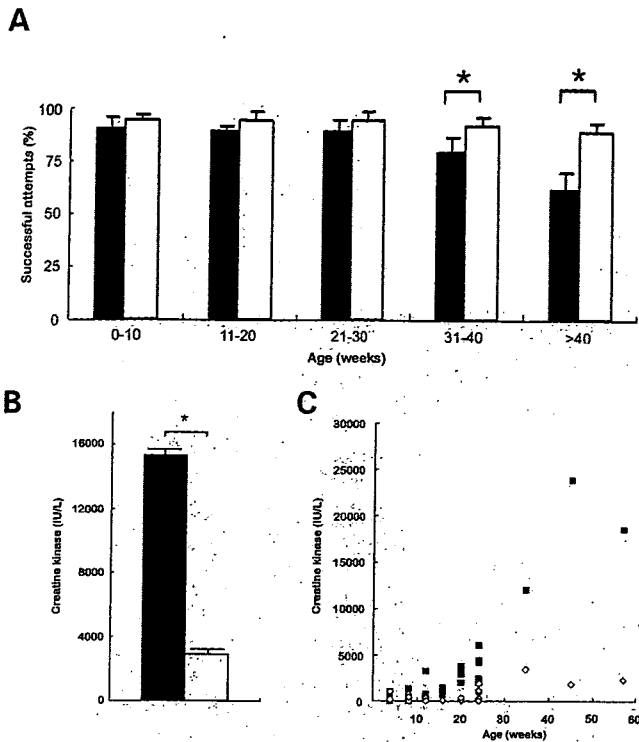 A
* *
100
75
50
25
0
Successful attempts (%)
0-10 11-20 21-30 31-40 >40
Age (weeks)
B
*
16000
12000
8000
4000
0
Creatine kinase (IU/L)
C
30000
25000
20000
15000
10000
5000
0
Creatine kinase (IU/L)
10 20 30 40 50 60
Age (weeks)